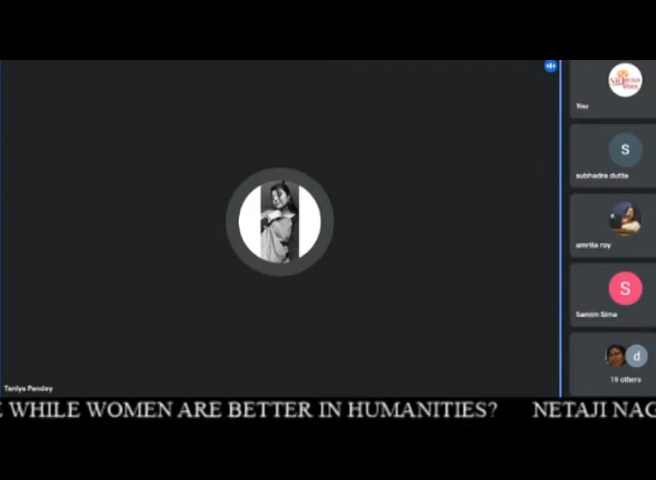 You
S
subhadra dutta
amrita roy
S
Samim Sima
d
19 others
Taniya Pandey
WHILE WOMEN ARE BETTER IN HUMANITIES? NETAJI NAG